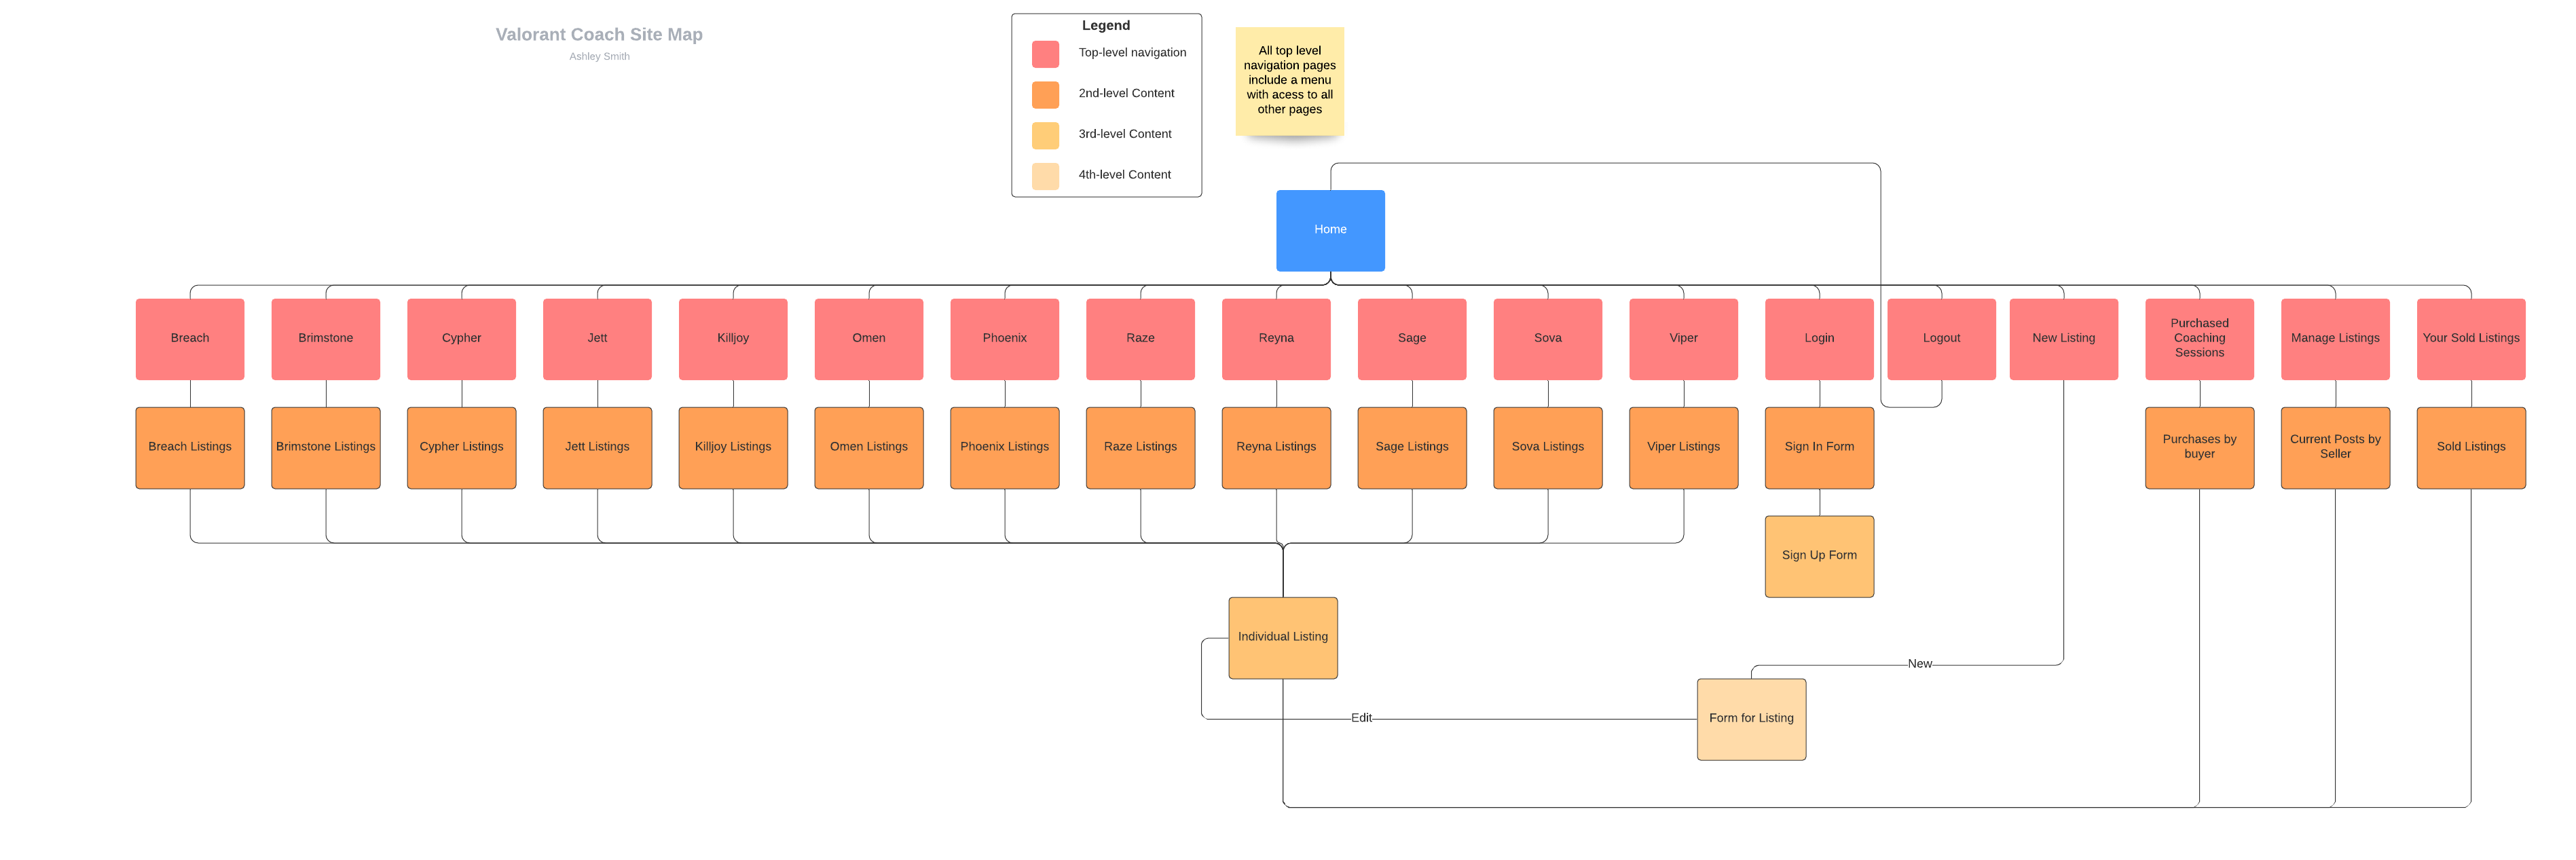 Valorant Coach Site Map
Ashley Smith
Legend
Top-level navigation
2nd-level Content
3rd-level Content
4th-level Content
All top level
navigation pages
include a menu
with acess to all
other pages
Home
Breach
Brimstone
Cypher
Jett
Killjoy
Omen
Phoenix
Raze
Reyna
Sage
Sova
Viper
Login
Logout
New Listing
Purchased
Coaching
Sessions
Manage Listings
Your Sold Listings
Breach Listings
Brimstone Listings
Cypher Listings
Jett Listings
Killjoy Listings
Omen Listings
Phoenix Listings
Raze Listings
Reyna Listings
Sage Listings
Sova Listings
Viper Listings
Sign In Form
Purchases by
buyer
Current Posts by
Seller
Sold Listings
Sign Up Form
Individual Listing
New
Edit
Form for Listing